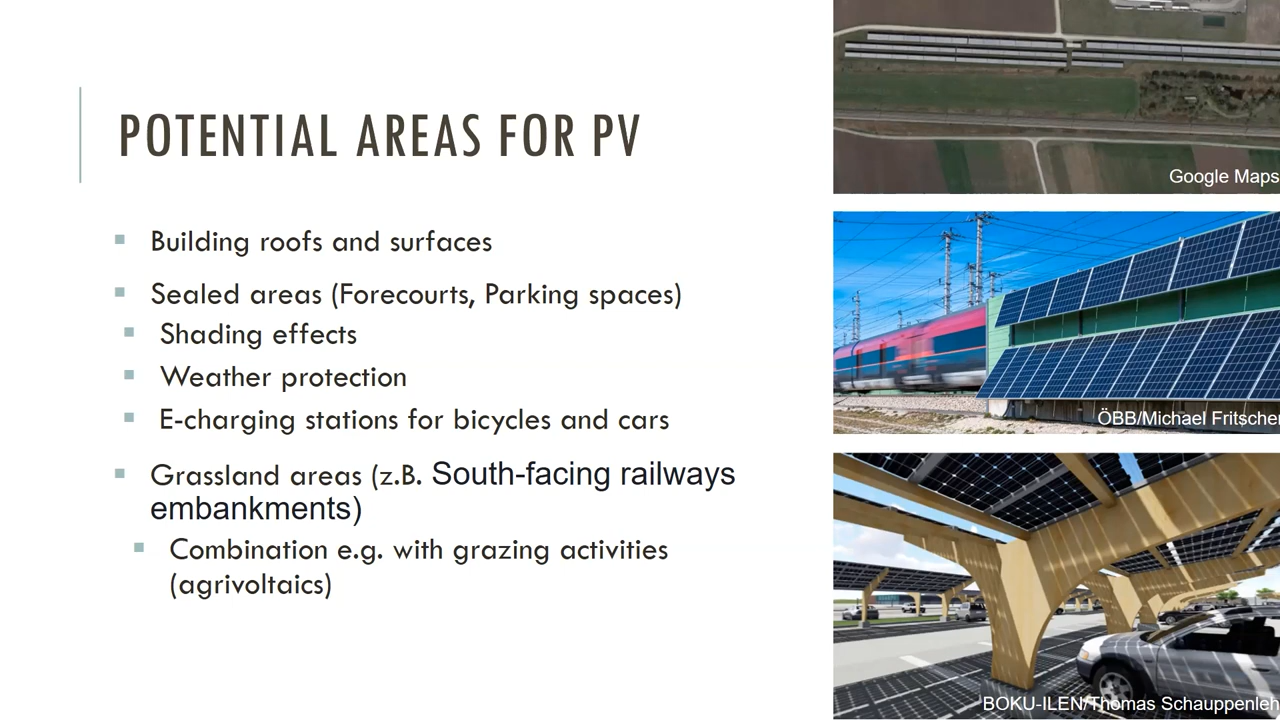 POTENTIAL AREAS FOR PV
Building roofs and surfaces
Sealed areas (Forecourts, Parking spaces)
Shading effects
Weather protection
E-charging stations for bicycles and cars
Grassland areas (z.B. South-facing railways
embankments)
Combination e.g. with grazing activities
(agrivoltaics)
Google Maps
ÖBB/Michael Fritscher
BOKU-ILEN/Thomas Schauppenleh